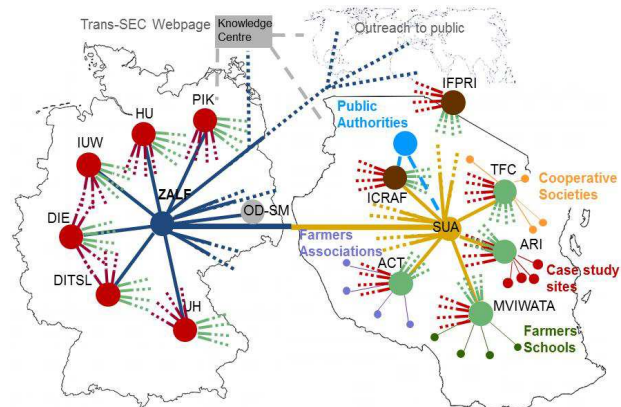 Trans-SEC Webpage
Knowledge
Centre
Outreach to public
IFPRI
PIK
HU
Public
Authorities
IUW
TFC
ZALF
ICRAF
Cooperative
Societies
DIE
OD-SM
SUA
Farmers
Associations
ARI
DITSL
ACT
Case study
sites
UH
MVIWATA
Farmers
Schools